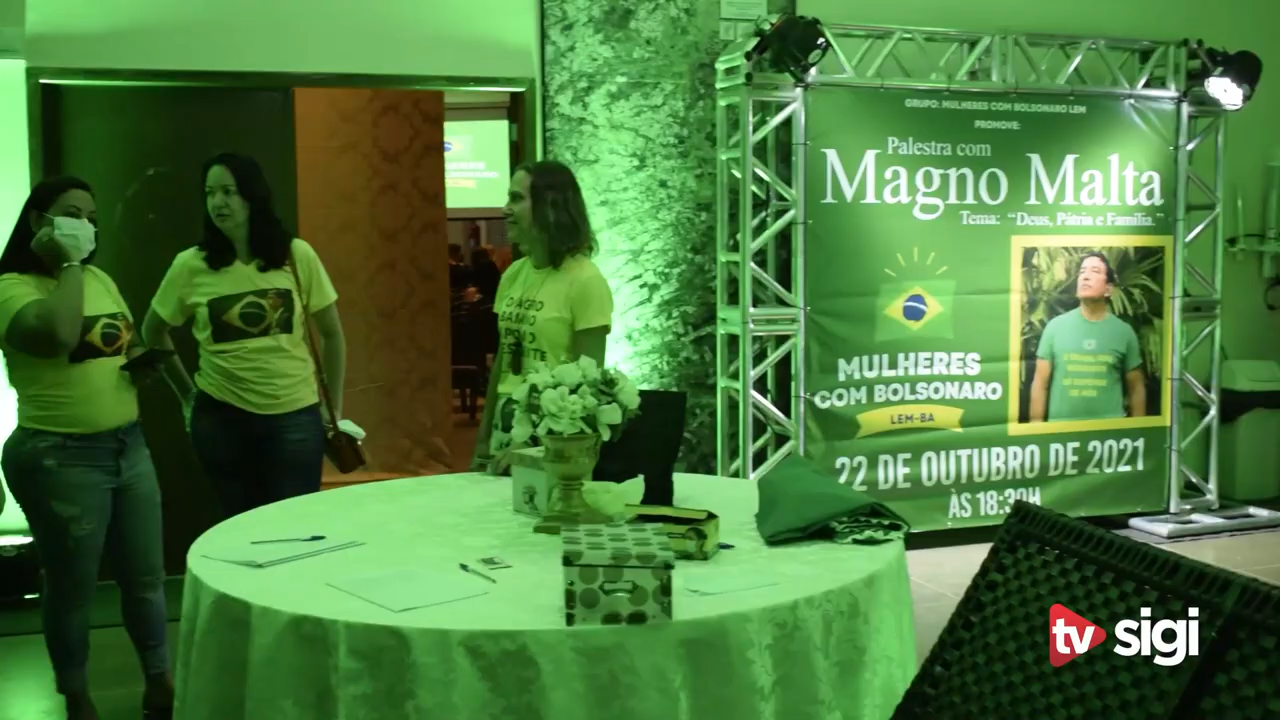 GRUPO: MULHERES COM BOLSONARO LEM
PROMOVE:
Palestra com
Magno Malta
Tema: "Deus, Pátria e Família."
MULHERES
COM BOLSONARO
LEM-BA
22 DE OUTUBRO DE 2021
ÀS 18:30H
O AGRO
tv sigi